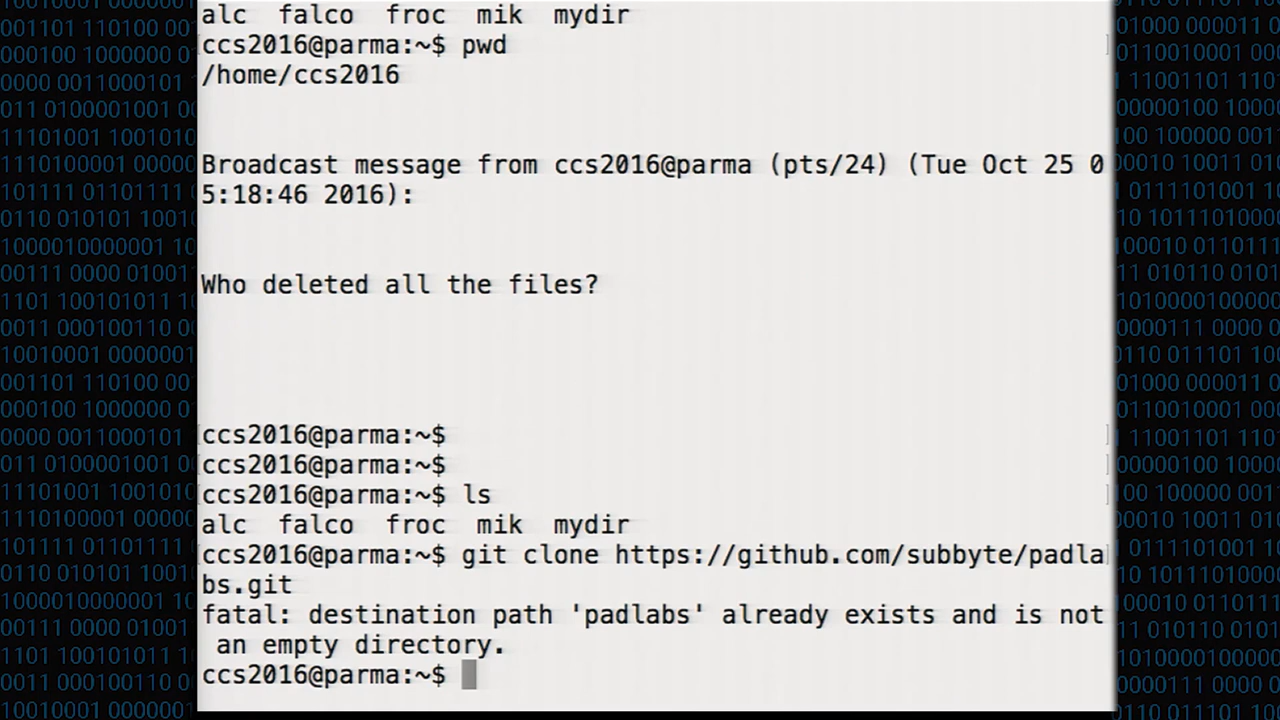 alc  falco  froc  mik  mydir
ccs2016@parma:~$ pwd
/home/ccs2016
Broadcast message from ccs2016@parma (pts/24) (Tue Oct 25 0
5:18:46 2016):
Who deleted all the files?
ccs2016@parma:~$
ccs2016@parma:~$
ccs2016@parma:~$ ls
alc  falco  froc  mik  mydir
ccs2016@parma:~$ git clone https://github.com/subbyte/padla
bs.git
fatal: destination path 'padlabs' already exists and is not
 an empty directory.
ccs2016@parma:~$